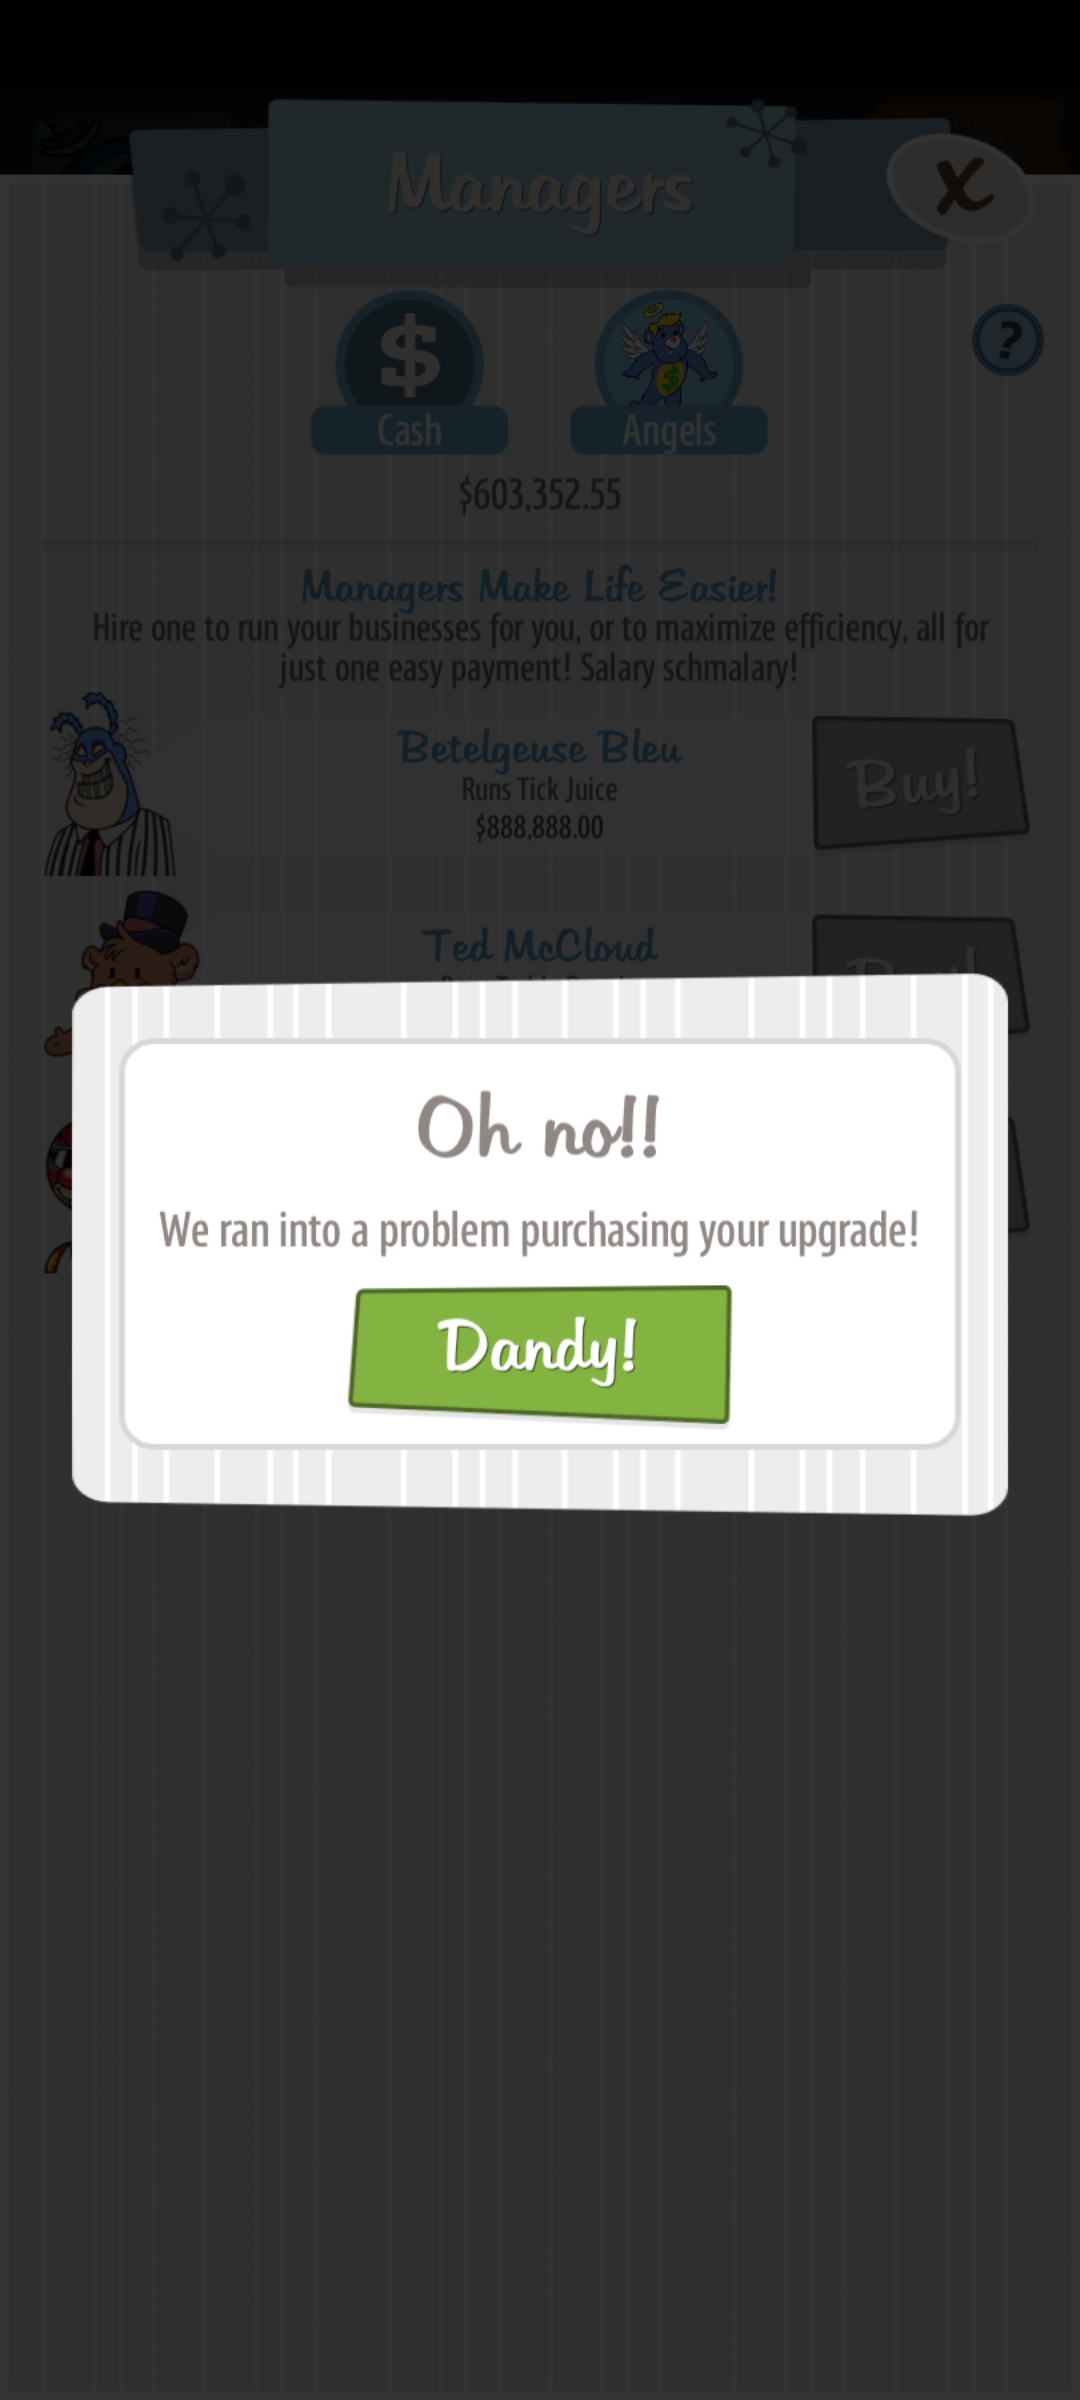 Managers
X
$
Cash
Angels
?
$603,352.55
Managers Make Life Easier!
Hire one to run your businesses for you, or to maximize efficiency, all for
just one easy payment! Salary schmalary!
Betelgeuse Bleu
Runs Tick Juice
$888,888.00
Buy!
Ted McCloud
Oh no!!
We ran into a problem purchasing your upgrade!
Dandy!